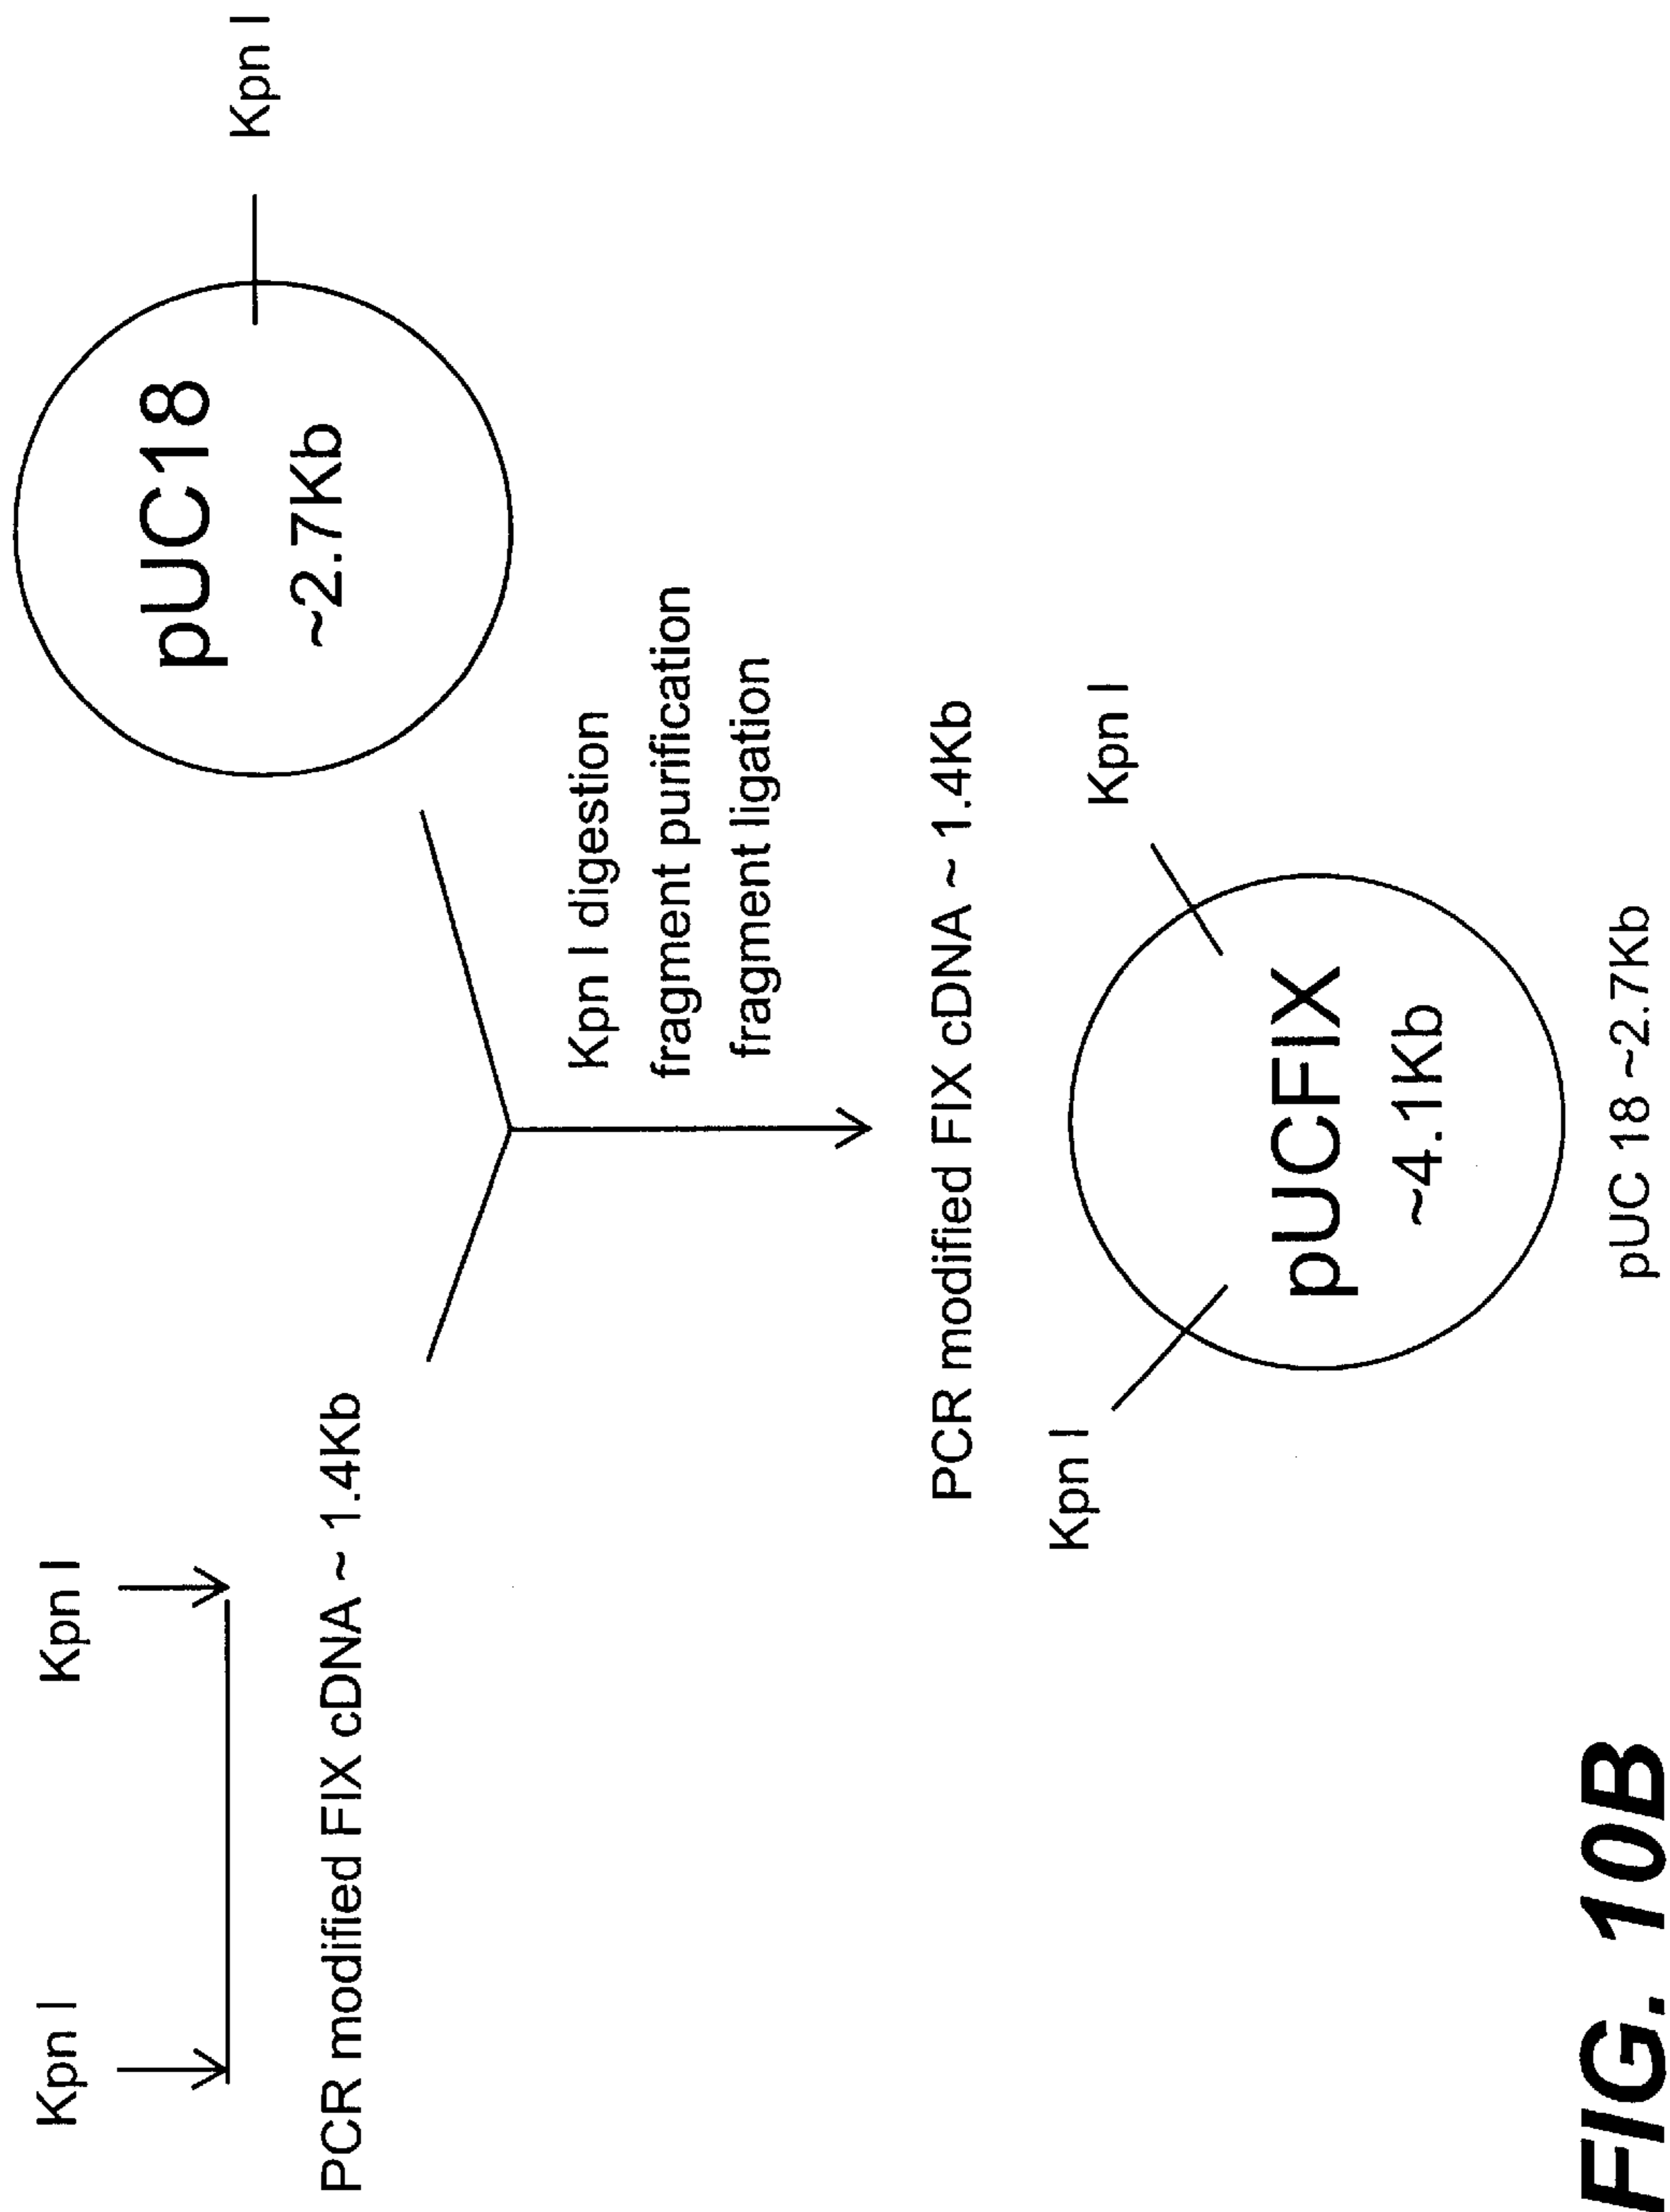 Kpn I
Kpn I
PCR modified FIX cDNA ~ 1.4Kb
pUC18
~2.7Kb
Kpn I
Kpn I digestion
fragment purification
fragment ligation
PCR modified FIX cDNA ~ 1.4Kb
Kpn I
Kpn I
pUCFIX
~4.1Kb
pUC 18 ~2.7Kb
FIG. 10B